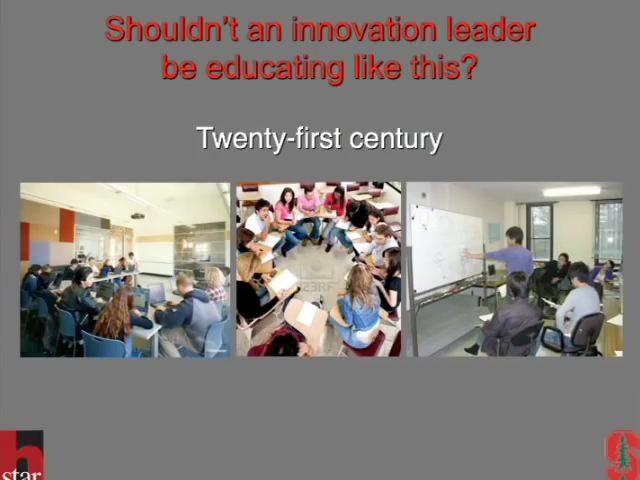 Shouldn't an innovation leader
be educating like this?
Twenty-first century
h
star
S